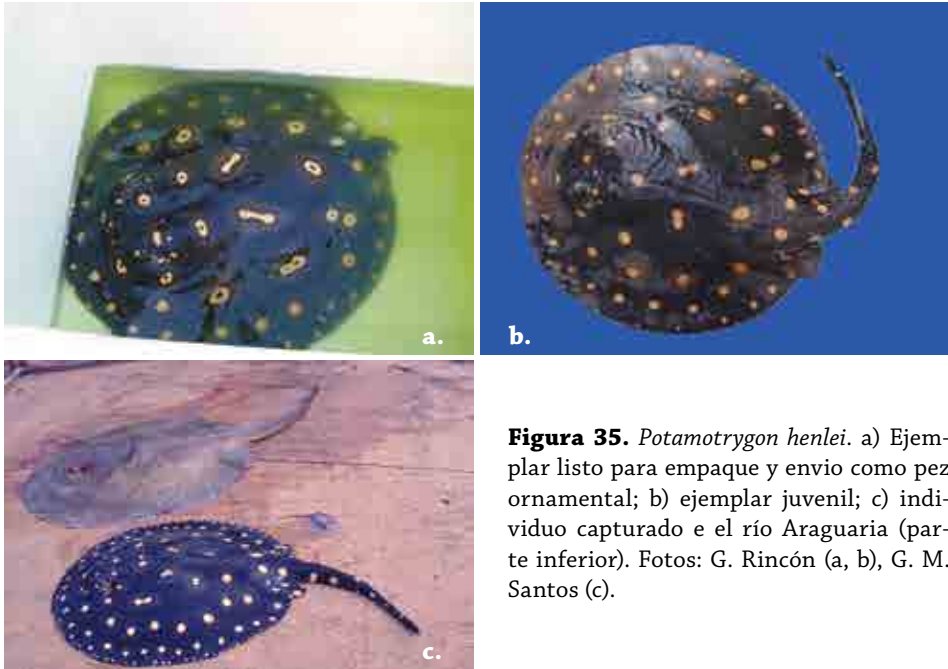 a.
b.
c.
Figura 35. Potamotrygon henlei. a) Ejem-
plar listo para empaque y envio como pez
ornamental; b) ejemplar juvenil; c) indi-
viduo capturado e el río Araguaria (par-
te inferior). Fotos: G. Rincón (a, b), G. M.
Santos (c).